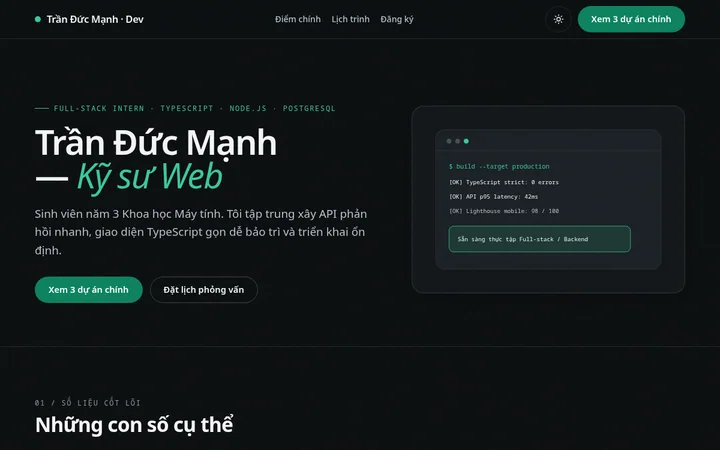 Trần Đức Mạnh · Dev
Điểm chính
Lịch trình
Đăng ký
Xem 3 dự án chính
FULL-STACK INTERN · TYPESCRIPT · NODE.JS · POSTGRESQL
Trần Đức Mạnh
— Kỹ sư Web
Sinh viên năm 3 Khoa học Máy tính. Tôi tập trung xây API phản
hồi nhanh, giao diện TypeScript gọn dễ bảo trì và triển khai ổn
định.
Xem 3 dự án chính
Đặt lịch phỏng vấn
$ build --target production
[OK] TypeScript strict: 0 errors
[OK] API p95 latency: 42ms
[OK] Lighthouse mobile: 98 / 100
Sẵn sàng thực tập Full-stack / Backend
01 / SỐ LIỆU CỐT LÕI
Những con số cụ thể